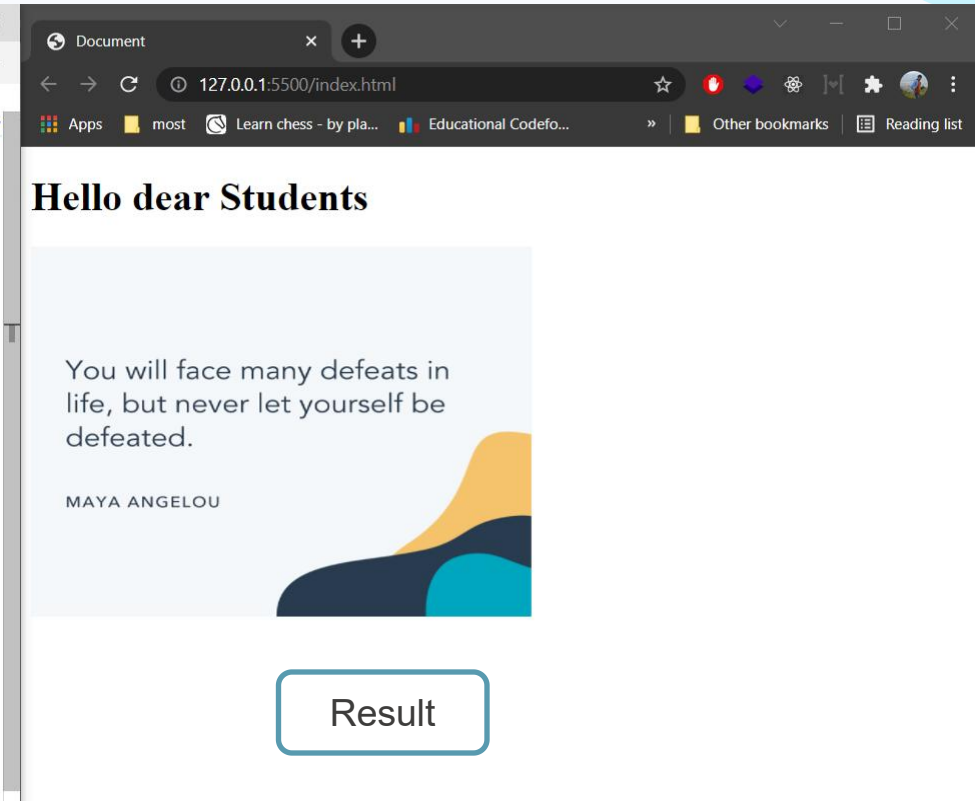 Document
127.0.0.1:5500/index.html
Apps most Learn chess - by pla... Educational Codefo... » Other bookmarks Reading list
Hello dear Students
You will face many defeats in
life, but never let yourself be
defeated.
MAYA ANGELOU
Result